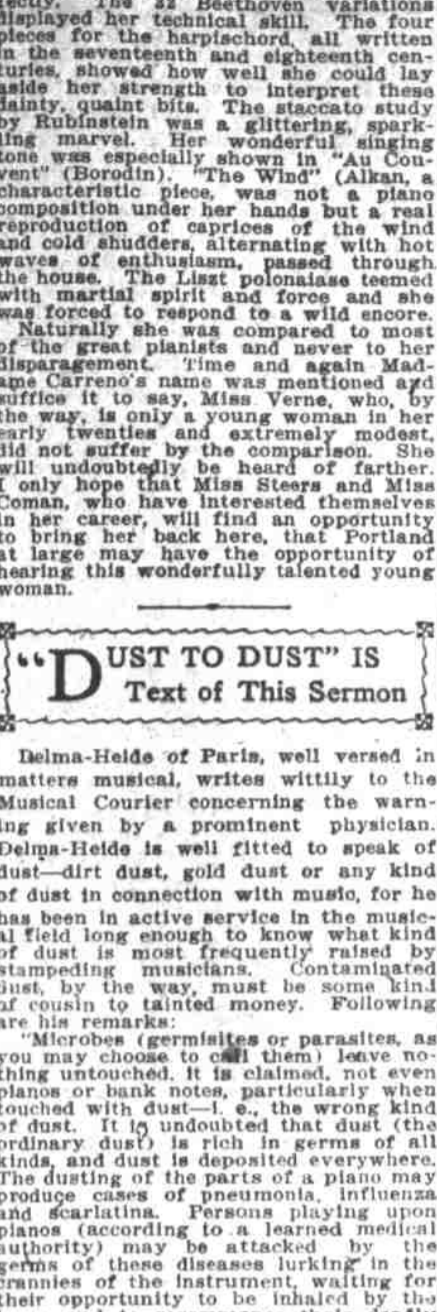 rectly. The 32 Beethoven variations
displayed her technical skill. The four
pieces for the harpischord, all written
in the seventeenth and eighteenth cen-
turies, showed how well she could lay
aside her strength to interpret these
dainty, quaint bits. The staccato study
by Rubinstein was a glittering, spark-
ling marvel. Her wonderful singing
tone was especially shown in "Au Cou-
vent" (Borodin). "The Wind" (Alkan, a
characteristic piece, was not a piano
composition under her hands but a real
reproduction of caprices of the wind
and cold shudders, alternating with hot
waves of enthusiasm, passed through
the house. The Liszt polonaiase teemed
with martial spirit and force and she
was forced to respond to a wild encore.
Naturally she was compared to most
of the great pianists and never to her
disparagement. Time and again Mad-
ame Carreno's name was mentioned and
suffice it to say, Miss Verne, who, by
the way, is only a young woman in her
early twenties and extremely modest,
did not suffer by the comparison. She
will undoubtedly be heard of farther.
I only hope that Miss Steers and Miss
Coman, who have interested themselves
in her career, will find an opportunity
to bring her back here, that Portland
at large may have the opportunity of
hearing this wonderfully talented young
woman.
"DUST TO DUST" IS
Text of This Sermon
Delma-Heide of Paris, well versed in
matters musical, writes wittily to the
Musical Courier concerning the warn-
ing given by a prominent physician.
Delma-Heide is well fitted to speak of
dust—dirt dust, gold dust or any kind
of dust in connection with music, for he
has been in active service in the music-
al field long enough to know what kind
of dust is most frequently raised by
stampeding musicians. Contaminated
dust, by the way, must be some kind
of cousin to tainted money. Following
are his remarks:
"Microbes (germisites or parasites, as
you may choose to call them) leave no-
thing untouched, it is claimed, not even
pianos or bank notes, particularly when
touched with dust—i. e., the wrong kind
of dust. It is undoubted that dust (the
ordinary dust) is rich in germs of all
kinds, and dust is deposited everywhere.
The dusting of the parts of a piano may
produce cases of pneumonia, influenza
and scarlatina. Persons playing upon
pianos (according to a learned medical
authority) may be attacked by the
germs of these diseases lurking in the
crannies of the instrument, waiting for
their opportunity to be inhaled by the